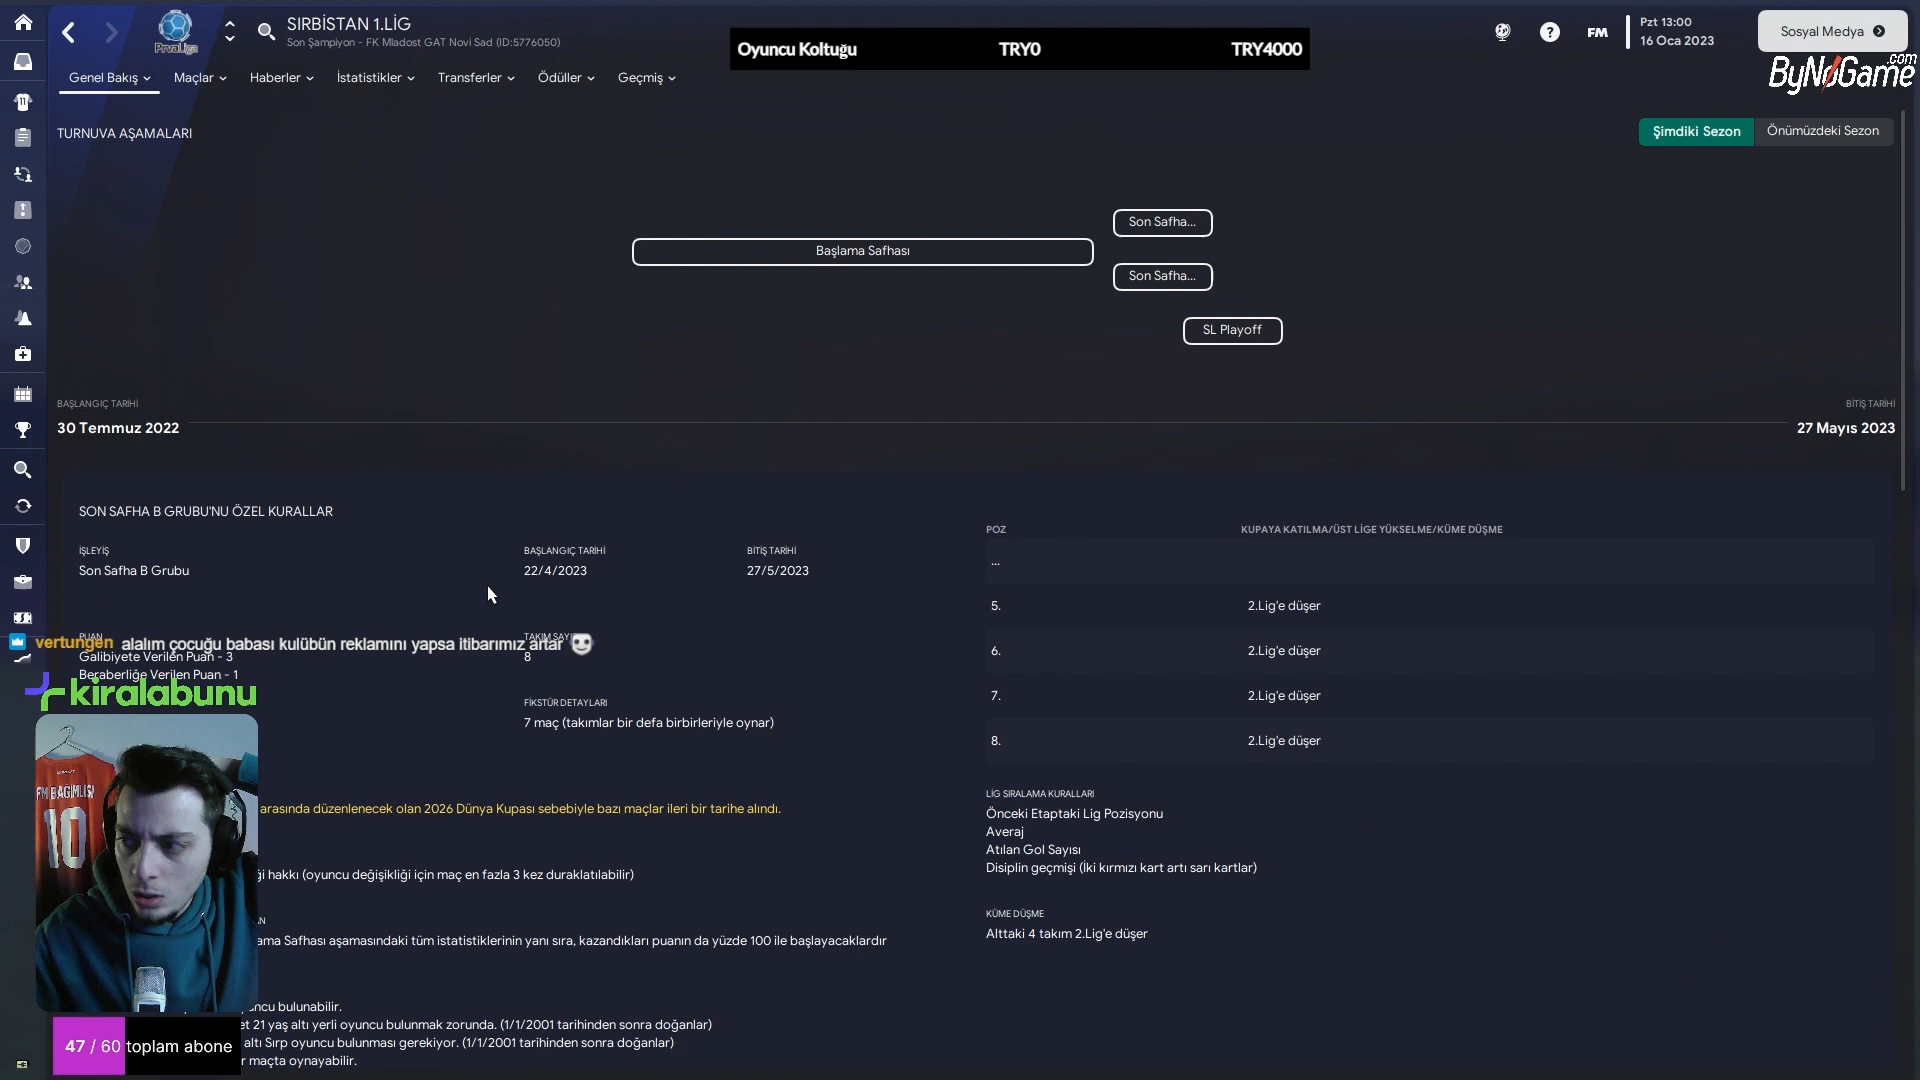 SIRBİSTAN 1.LİG
Son Şampiyon - FK Mladost GAT Novi Sad (ID:5776050)
PrvaLiga
Oyuncu Koltuğu TRY0 TRY4000
FM
Pzt 13:00
16 Oca 2023
Sosyal Medya
ByNoGame.com
Genel Bakış Maçlar Haberler İstatistikler Transferler Ödüller Geçmiş
TURNUVA AŞAMALARI
Şimdiki Sezon Önümüzdeki Sezon
Son Safha...
Başlama Safhası
Son Safha...
SL Playoff
BAŞLANGIÇ TARİHİ
30 Temmuz 2022
BİTİŞ TARİHİ
27 Mayıs 2023
SON SAFHA B GRUBU'NU ÖZEL KURALLAR
İŞLEYİŞ
Son Safha B Grubu
BAŞLANGIÇ TARİHİ
22/4/2023
BİTİŞ TARİHİ
27/5/2023
PUAN
vertungen alalım çocuğu babası kulübün reklamını yapsa itibarımız artar
Galibiyete Verilen Puan - 3
Beraberliğe Verilen Puan - 1
TAKIM SAYI
8
FİKSTÜR DETAYLARI
7 maç (takımlar bir defa birbirleriyle oynar)
kiralabunu
FM BAĞIMLISI
10
arasında düzenlenecek olan 2026 Dünya Kupası sebebiyle bazı maçlar ileri bir tarihe alındı.
ği hakkı (oyuncu değişikliği için maç en fazla 3 kez duraklatılabilir)
AN
ama Safhası aşamasındaki tüm istatistiklerinin yanı sıra, kazandıkları puanın da yüzde 100 ile başlayacaklardır
ncu bulunabilir.
et 21 yaş altı yerli oyuncu bulunmak zorunda. (1/1/2001 tarihinden sonra doğanlar)
altı Sırp oyuncu bulunması gerekiyor. (1/1/2001 tarihinden sonra doğanlar)
r maçta oynayabilir.
47 / 60 toplam abone
POZ KUPAYA KATILMA/ÜST LİGE YÜKSELME/KÜME DÜŞME
...
5. 2.Lig'e düşer
6. 2.Lig'e düşer
7. 2.Lig'e düşer
8. 2.Lig'e düşer
LİG SIRALAMA KURALLARI
Önceki Etaptaki Lig Pozisyonu
Averaj
Atılan Gol Sayısı
Disiplin geçmişi (İki kırmızı kart artı sarı kartlar)
KÜME DÜŞME
Alttaki 4 takım 2.Lig'e düşer